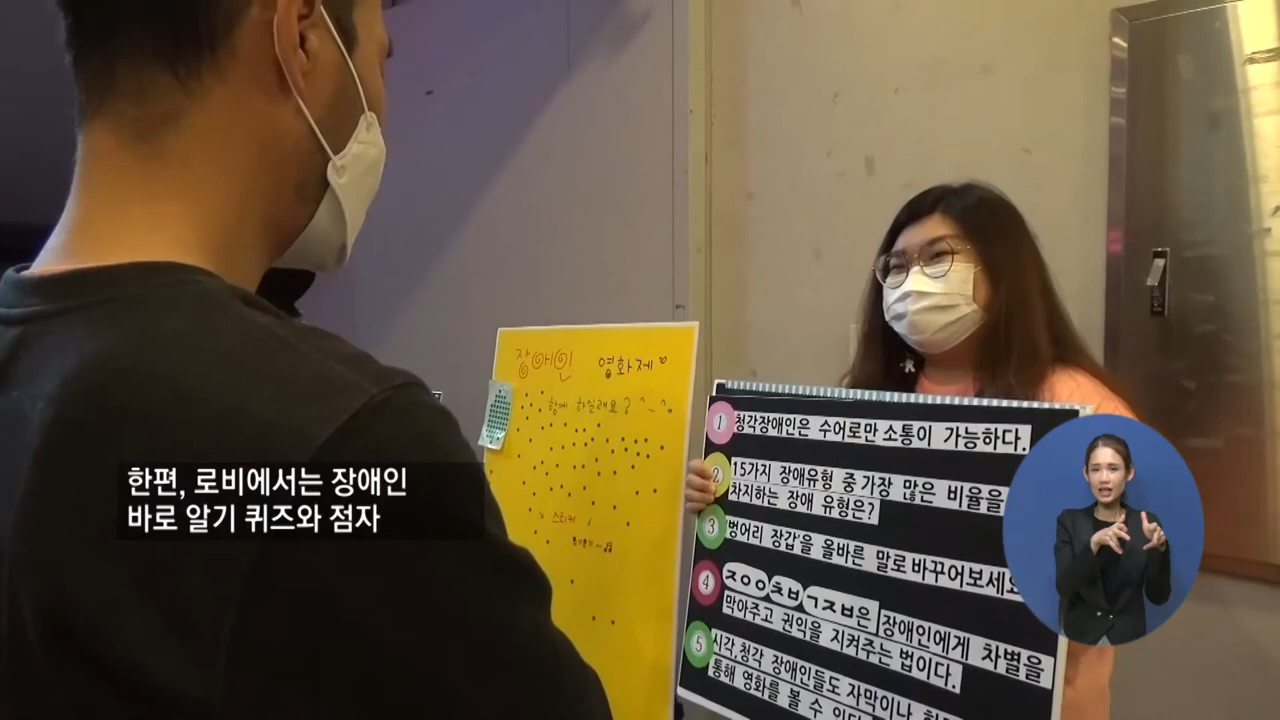 장애인 영화제
함께 하실래요? ^_^
스티커
1 청각장애인은 수어로만 소통이 가능하다.
2 15가지 장애유형 중 가장 많은 비율을
차지하는 장애 유형은?
3 벙어리 장갑'을 올바른 말로 바꾸어보세요
4 ㅈㅇㅇㅊㅂㄱㅈㅂ은 장애인에게 차별을
막아주고 권익을 지켜주는 법이다.
5 시각,청각 장애인들도 자막이나
통해 영화를 볼 수 있다
한편, 로비에서는 장애인
바로 알기 퀴즈와 점자